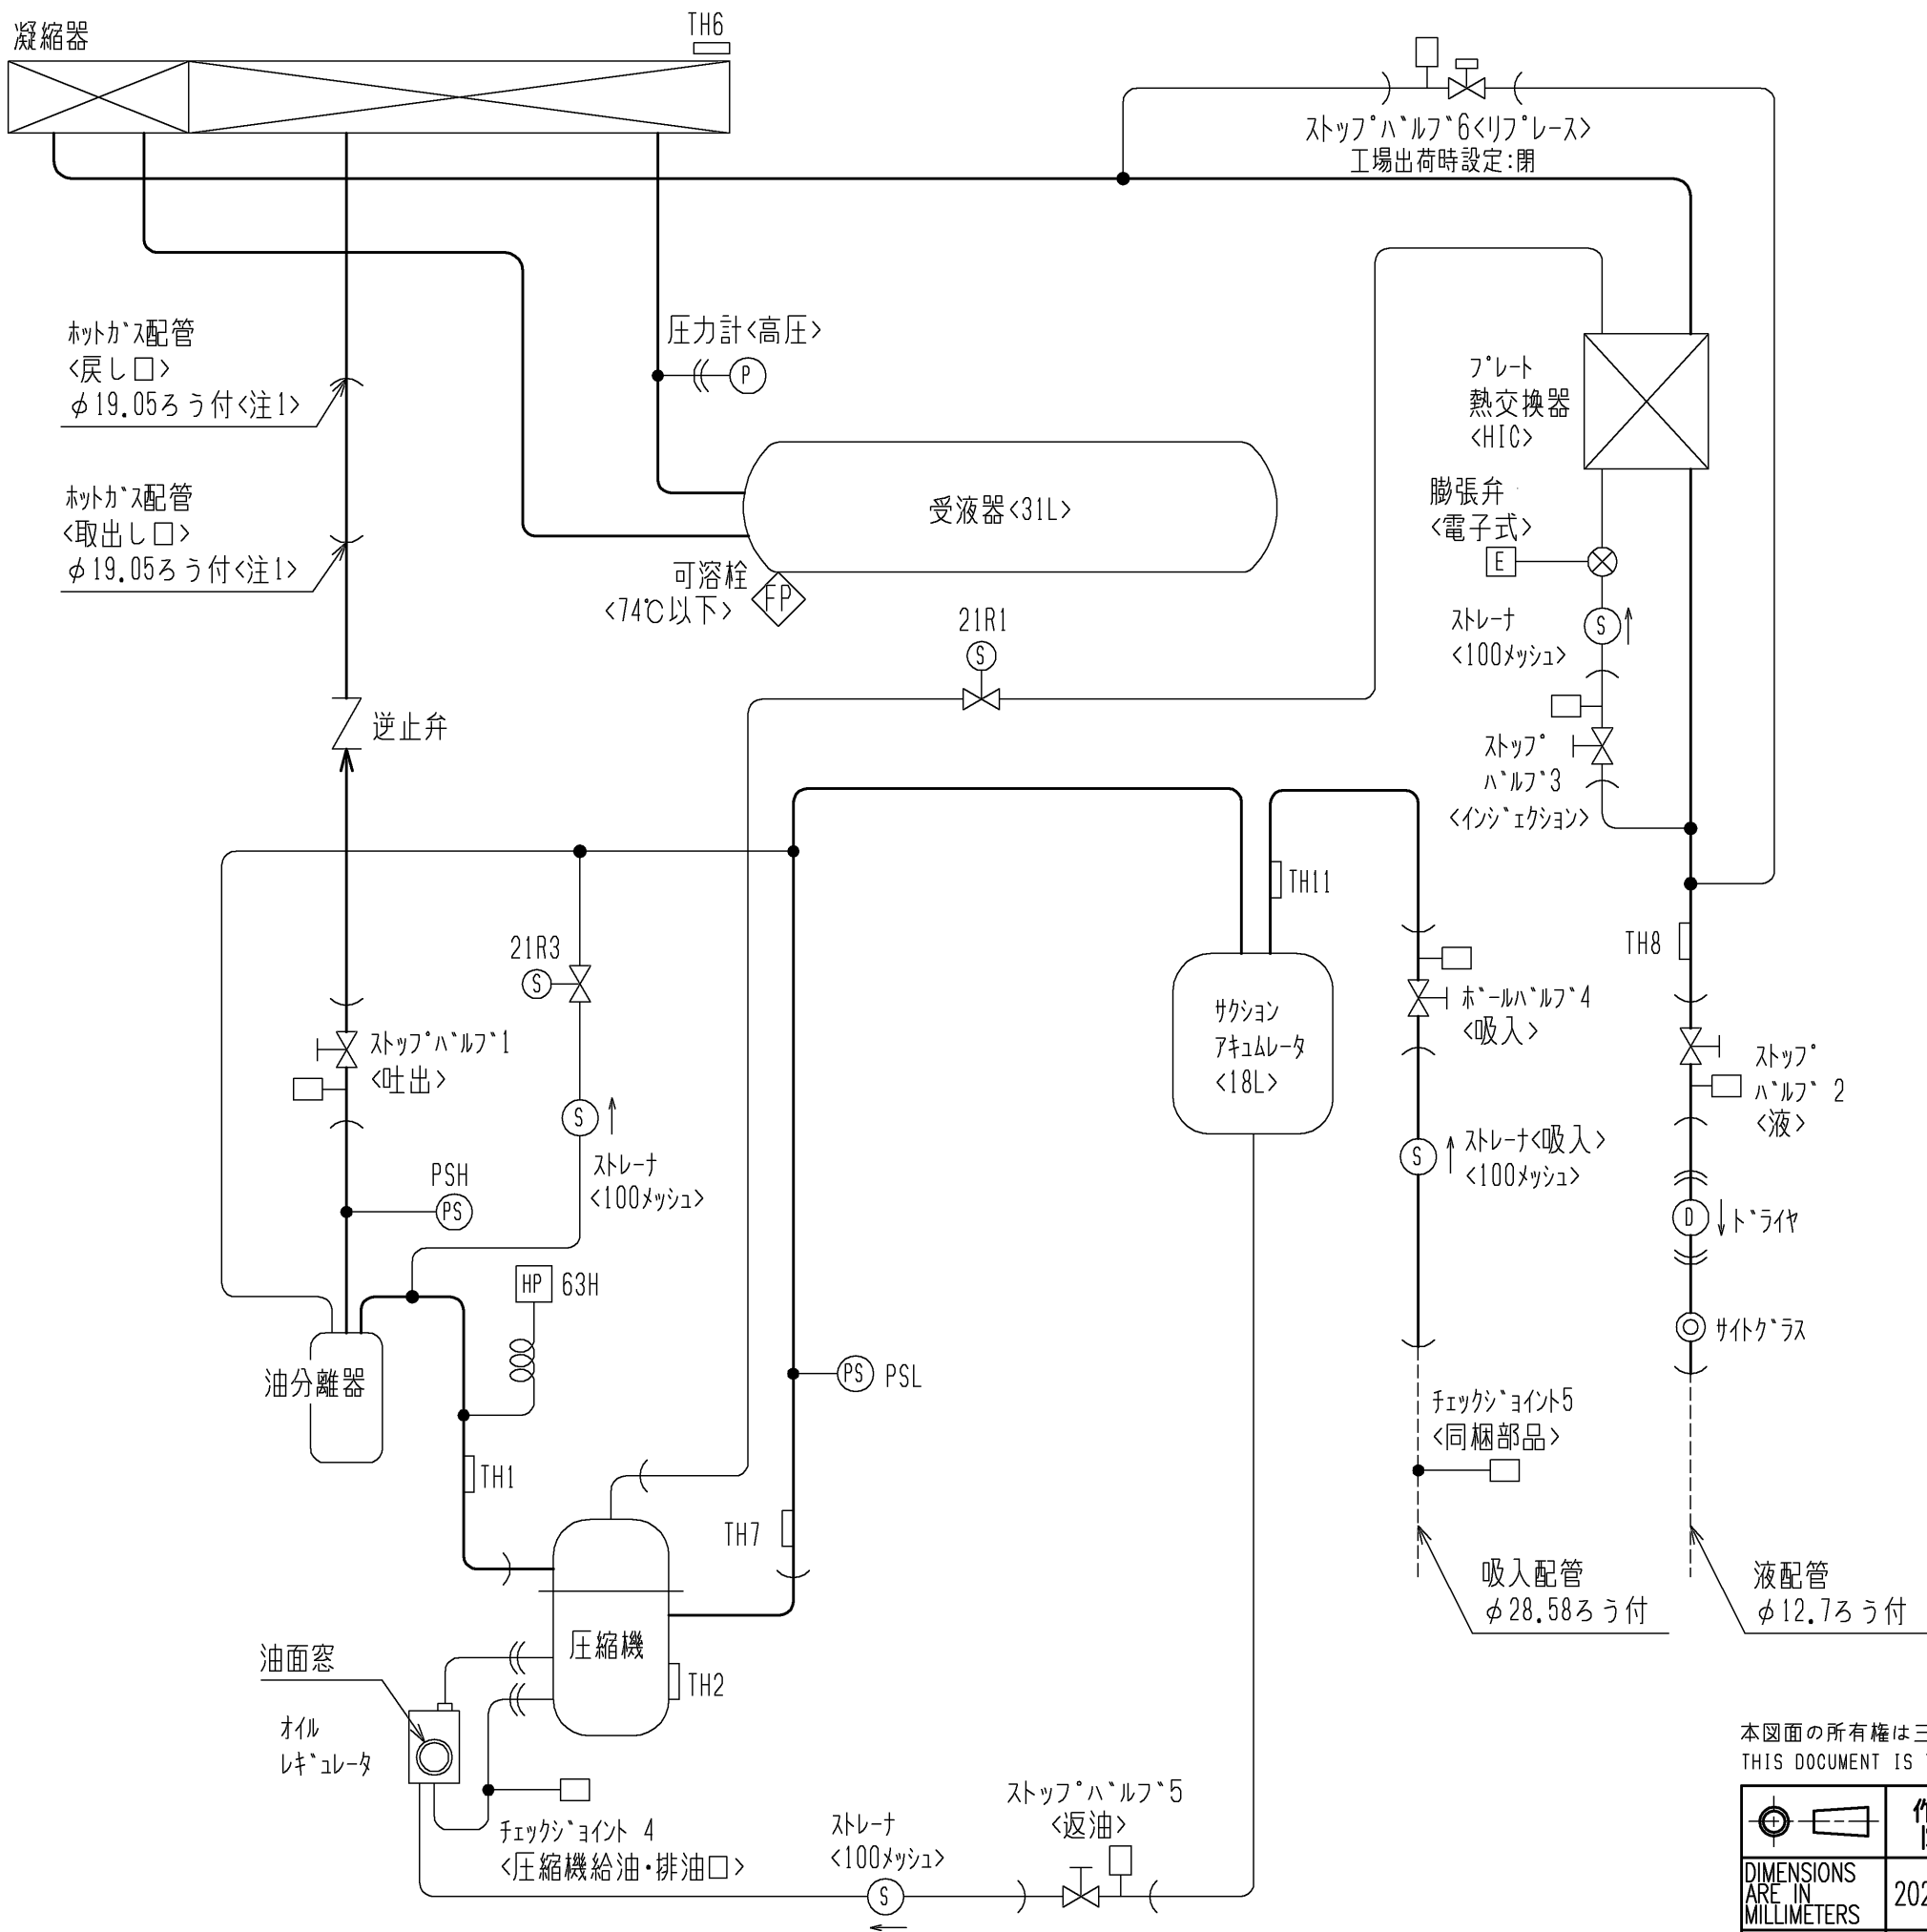 凝縮器
TH6
ストップバルブ6<リプレース>
工場出荷時設定:閉
ホットガス配管
<戻し口>
φ19.05ろう付<注1>
圧力計<高圧>
P
プレート
熱交換器
<HIC>
ホットガス配管
<取出し口>
φ19.05ろう付<注1>
受液器<31L>
膨張弁
<電子式>
E
可溶栓
<74℃以下>
FP
21R1
S
ストレーナ
<100メッシュ>
S
逆止弁
ストップ
バルブ3
<インジェクション>
TH11
21R3
S
TH8
ボールバルブ4
<吸入>
サクション
アキュムレータ
<18L>
ストップバルブ1
<吐出>
ストップ
バルブ 2
<液>
S
ストレーナ
<100メッシュ>
S
ストレーナ<吸入>
<100メッシュ>
PSH
PS
D
ドライヤ
HP
63H
サイトグラス
油分離器
PS
PSL
チェックジョイント5
<同梱部品>
TH1
TH7
吸入配管
φ28.58ろう付
液配管
φ12.7ろう付
圧縮機
油面窓
TH2
オイル
レギュレータ
チェックジョイント 4
<圧縮機給油・排油口>
ストレーナ
<100メッシュ>
S
ストップバルブ5
<返油>
本図面の所有権は三
THIS DOCUMENT IS
DIMENSIONS
ARE IN
MILLIMETERS
202